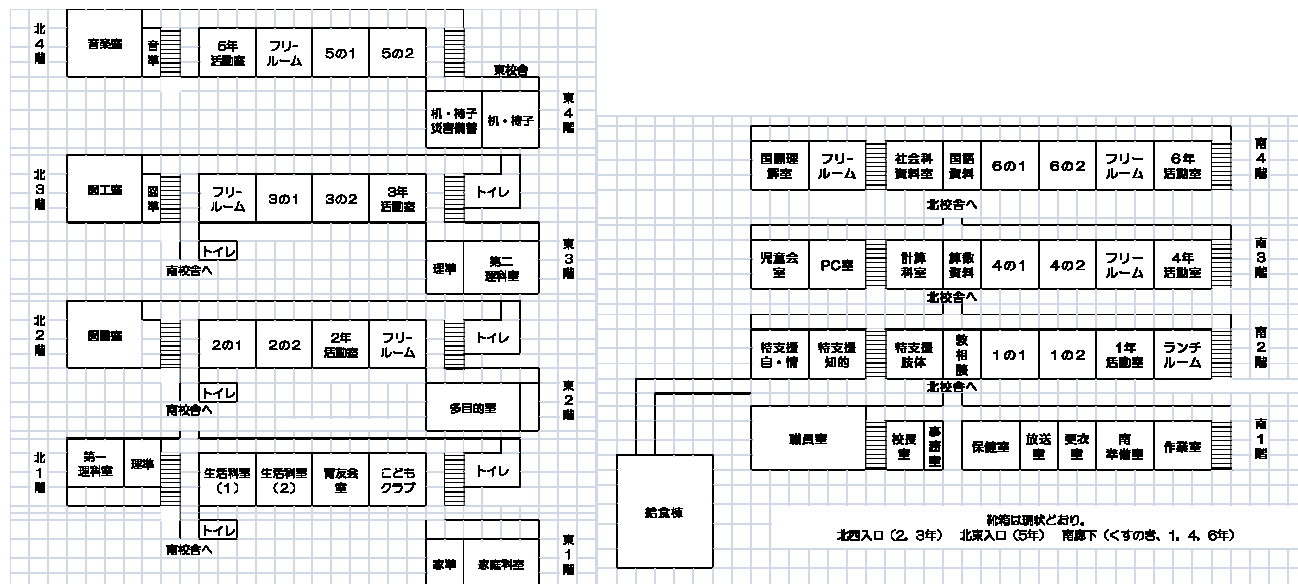 北4階
音楽室
音準
6年
活動室
フリー
ルーム
5の1
5の2
東校舎
机・椅子
災害備蓄
机・椅子
東4階
北3階
図工室
図準
フリー
ルーム
3の1
3の2
3年
活動室
トイレ
トイレ
南校舎へ
理準
第二
理科室
東3階
北2階
図書室
2の1
2の2
2年
活動室
フリー
ルーム
トイレ
トイレ
南校舎へ
多目的室
東2階
北1階
第一
理科室
理準
生活科室
（1）
生活科室
（2）
育友会
室
こども
クラブ
トイレ
トイレ
南校舎へ
家準
家庭科室
東1階
国語理
解室
フリー
ルーム
社会科
資料室
国語
資料
6の1
6の2
フリー
ルーム
6年
活動室
南4階
北校舎へ
児童会
室
PC室
計算
科室
算数
資料
4の1
4の2
フリー
ルーム
4年
活動室
南3階
北校舎へ
特支援
自・情
特支援
知的
特支援
肢体
教相談
1の1
1の2
1年
活動室
ランチ
ルーム
南2階
北校舎へ
職員室
校長
室
事務室
保健室
放送
室
更衣
室
南
準備室
作業室
南1階
給食棟
靴箱は現状どおり。
北西入口（2，3年）　北東入口（5年）　南廊下（くすのき、1，4，6年）